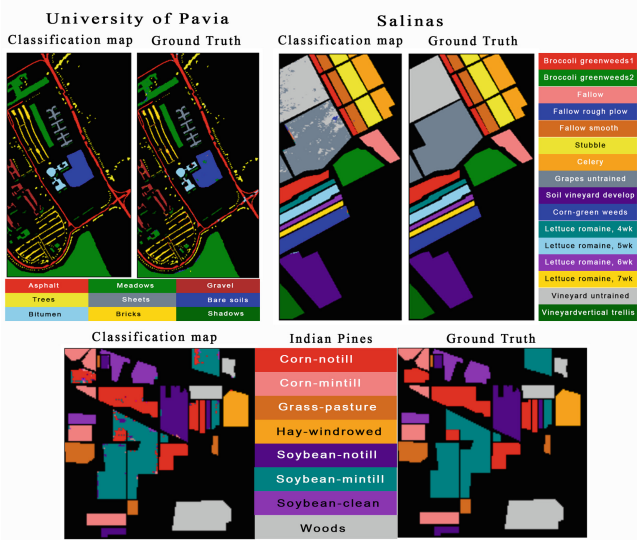 University of Pavia
Classification map
Ground Truth
Asphalt
Meadows
Gravel
Trees
Sheets
Bare soils
Bitumen
Bricks
Shadows
Salinas
Classification map
Ground Truth
Broccoli greenweeds1
Broccoli greenweeds2
Fallow
Fallow rough plow
Fallow smooth
Stubble
Celery
Grapes untrained
Soil vineyard develop
Corn-green weeds
Lettuce romaine, 4wk
Lettuce romaine, 5wk
Lettuce romaine, 6wk
Lettuce romaine, 7wk
Vineyard untrained
Vineyardvertical trellis
Classification map
Indian Pines
Ground Truth
Corn-notill
Corn-mintill
Grass-pasture
Hay-windrowed
Soybean-notill
Soybean-mintill
Soybean-clean
Woods